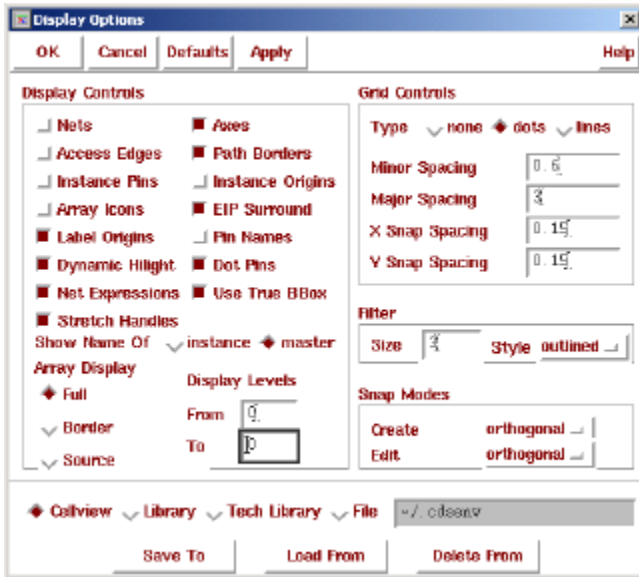 Display Options
OK Cancel Defaults Apply Help
Display Controls
Nets Axes
Access Edges Path Borders
Instance Pins Instance Origins
Array Icons EIP Surround
Label Origins Pin Names
Dynamic Hilight Dot Pins
Net Expressions Use True BBox
Stretch Handles
Show Name Of instance master
Array Display
Full
Border
Source
Display Levels
From 0
To 0
Grid Controls
Type none dots lines
Minor Spacing 0.6
Major Spacing 3
X Snap Spacing 0.15
Y Snap Spacing 0.15
Filter
Size 3 Style outlined
Snap Modes
Create orthogonal
Edit orthogonal
Cellview Library Tech Library File ~/.cdsenv
Save To Load From Delete From